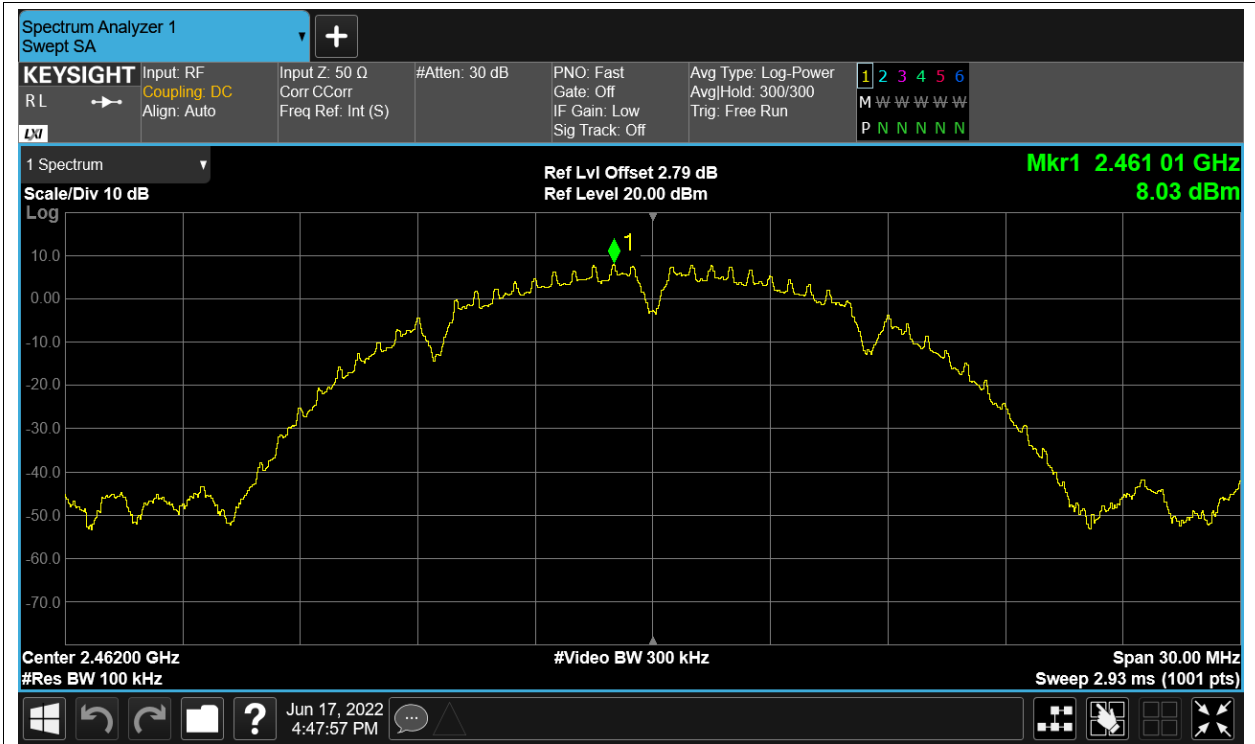 Spectrum Analyzer 1
Swept SA
KEYSIGHT
R L
LXI
Input: RF
Coupling: DC
Align: Auto
Input Z: 50 Ω
Corr CCorr
Freq Ref: Int (S)
#Atten: 30 dB
PNO: Fast
Gate: Off
IF Gain: Low
Sig Track: Off
Avg Type: Log-Power
Avg|Hold: 300/300
Trig: Free Run
1 2 3 4 5 6
M W W W W W
P N N N N N
1 Spectrum
Scale/Div 10 dB
Log
Ref Lvl Offset 2.79 dB
Ref Level 20.00 dBm
Mkr1 2.461 01 GHz
8.03 dBm
1
10.0
0.00
-10.0
-20.0
-30.0
-40.0
-50.0
-60.0
-70.0
Center 2.46200 GHz
#Res BW 100 kHz
#Video BW 300 kHz
Span 30.00 MHz
Sweep 2.93 ms (1001 pts)
?
Jun 17, 2022
4:47:57 PM